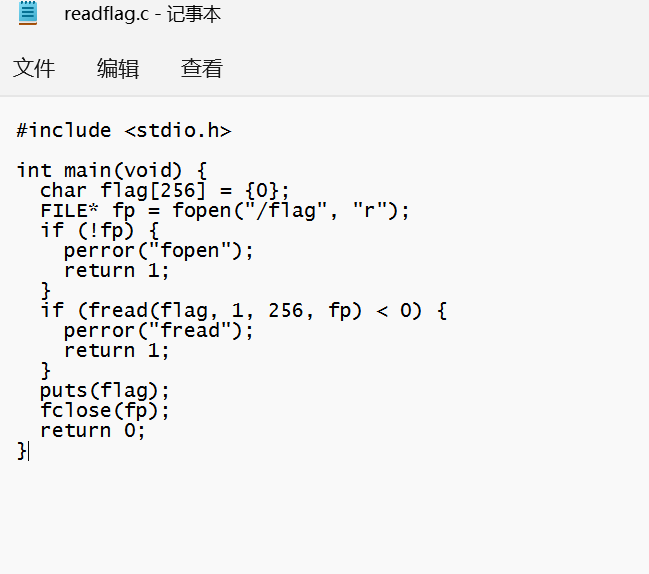 readflag.c - 记事本
文件 编辑 查看
#include <stdio.h>

int main(void) {
  char flag[256] = {0};
  FILE* fp = fopen("/flag", "r");
  if (!fp) {
    perror("fopen");
    return 1;
  }
  if (fread(flag, 1, 256, fp) < 0) {
    perror("fread");
    return 1;
  }
  puts(flag);
  fclose(fp);
  return 0;
}